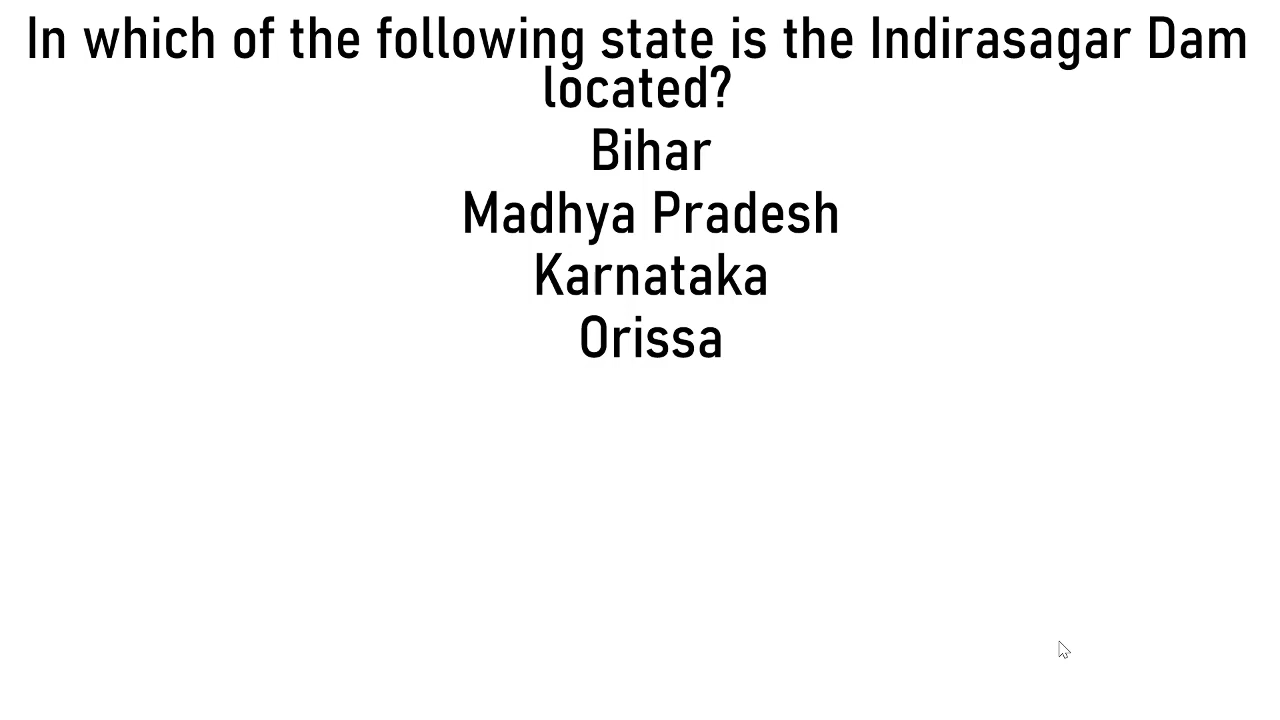 In which of the following state is the Indirasagar Dam
located?
Bihar
Madhya Pradesh
Karnataka
Orissa